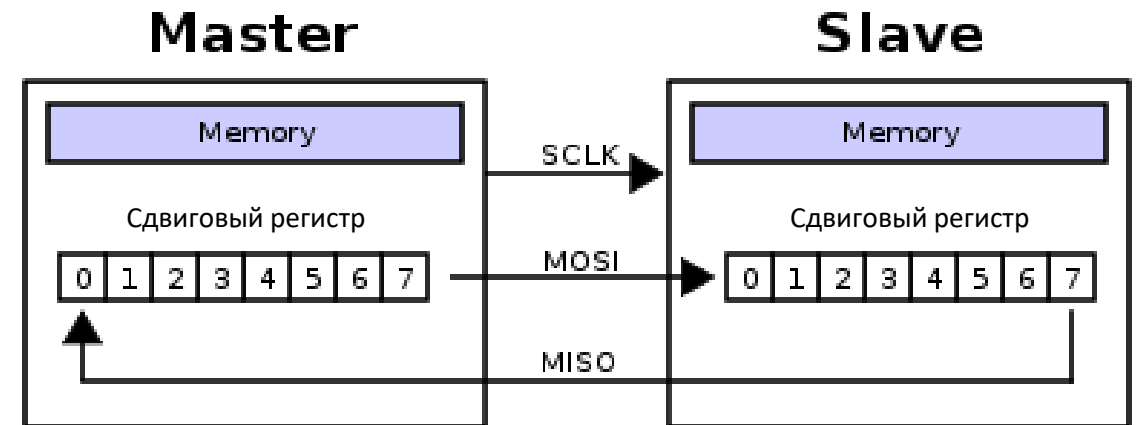 Master Slave
Memory Memory
SCLK
Сдвиговый регистр Сдвиговый регистр
0 1 2 3 4 5 6 7 MOSI 0 1 2 3 4 5 6 7
MISO